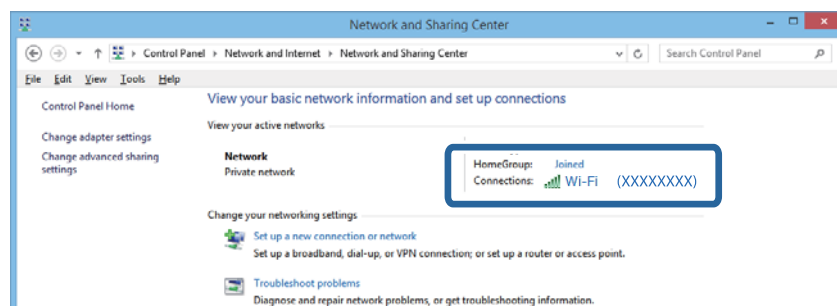 Network and Sharing Center
Control Panel Network and Internet Network and Sharing Center Search Control Panel
File Edit View Tools Help
Control Panel Home
Change adapter settings
Change advanced sharing
settings
View your basic network information and set up connections
View your active networks
Network
Private network
HomeGroup: Joined
Connections: Wi-Fi (XXXXXXXX)
Change your networking settings
Set up a new connection or network
Set up a broadband, dial-up, or VPN connection; or set up a router or access point.
Troubleshoot problems
Diagnose and repair network problems, or get troubleshooting information.